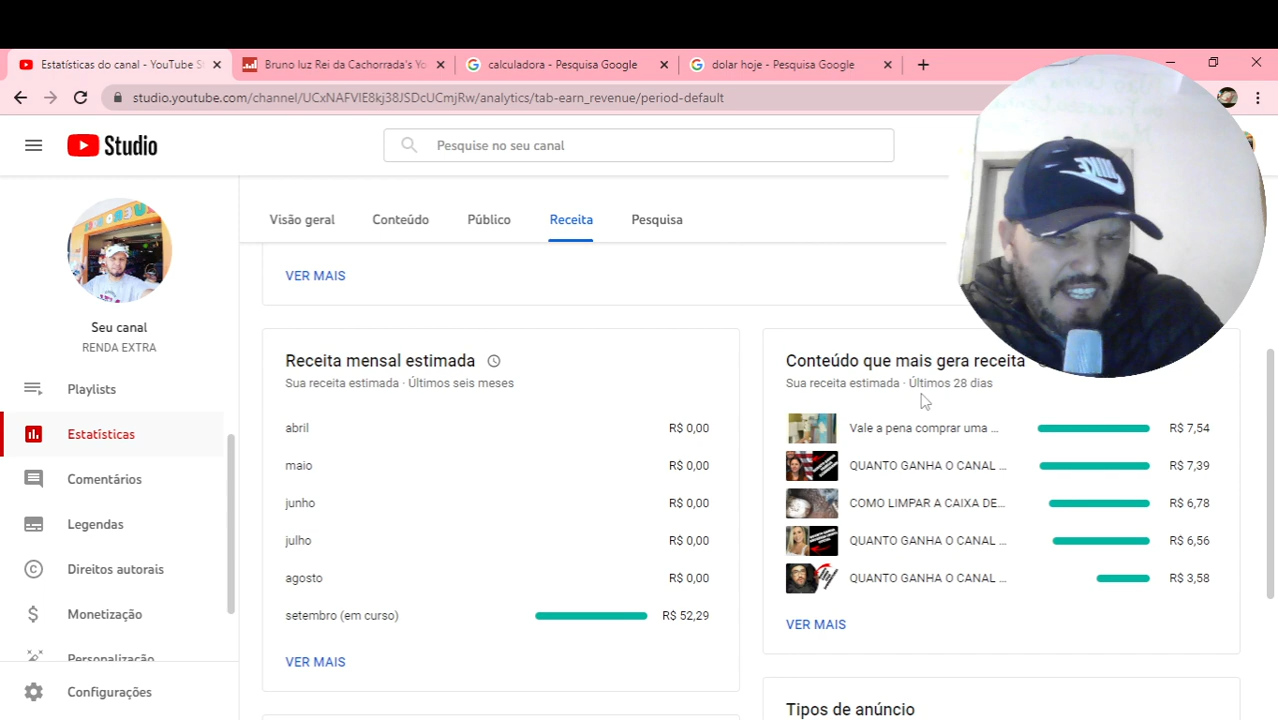 Estatísticas do canal - YouTube S
Bruno luz Rei da Cachorrada's Yo
calculadora - Pesquisa Google
dolar hoje - Pesquisa Google
studio.youtube.com/channel/UCxNAFVIE8kj38JSDcUCmjRw/analytics/tab-earn_revenue/period-default
Studio
Pesquise no seu canal
Visão geral
Conteúdo
Público
Receita
Pesquisa
VER MAIS
Seu canal
RENDA EXTRA
Playlists
Estatísticas
Comentários
Legendas
Direitos autorais
Monetização
Personalização
Configurações
Receita mensal estimada
Sua receita estimada · Últimos seis meses
abril R$ 0,00
maio R$ 0,00
junho R$ 0,00
julho R$ 0,00
agosto R$ 0,00
setembro (em curso) R$ 52,29
VER MAIS
Conteúdo que mais gera receita
Sua receita estimada · Últimos 28 dias
Vale a pena comprar uma ... R$ 7,54
QUANTO GANHA O CANAL ... R$ 7,39
COMO LIMPAR A CAIXA DE... R$ 6,78
QUANTO GANHA O CANAL ... R$ 6,56
QUANTO GANHA O CANAL ... R$ 3,58
VER MAIS
Tipos de anúncio